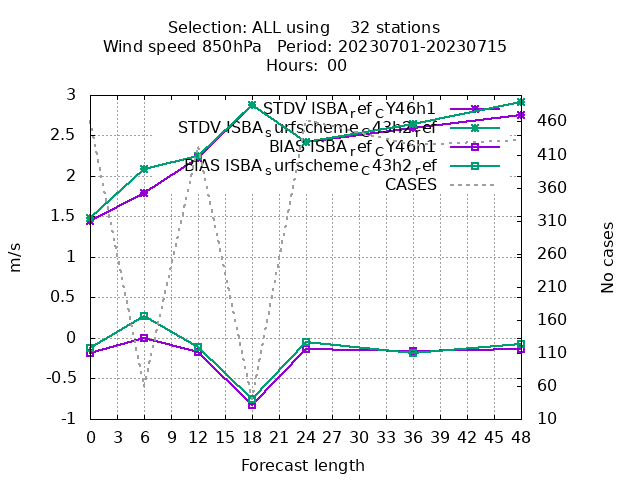 Selection: ALL using    32 stations
Wind speed 850hPa   Period: 20230701-20230715
Hours:  00
STDV ISBA_ref_CY46h1
STDV ISBA_surfscheme_C43h2_ref
BIAS ISBA_ref_CY46h1
BIAS ISBA_surfscheme_C43h2_ref
CASES
3
2.5
2
1.5
1
0.5
0
-0.5
-1
m/s
460
410
360
310
260
210
160
110
60
10
No cases
0 3 6 9 12 15 18 21 24 27 30 33 36 39 42 45 48
Forecast length